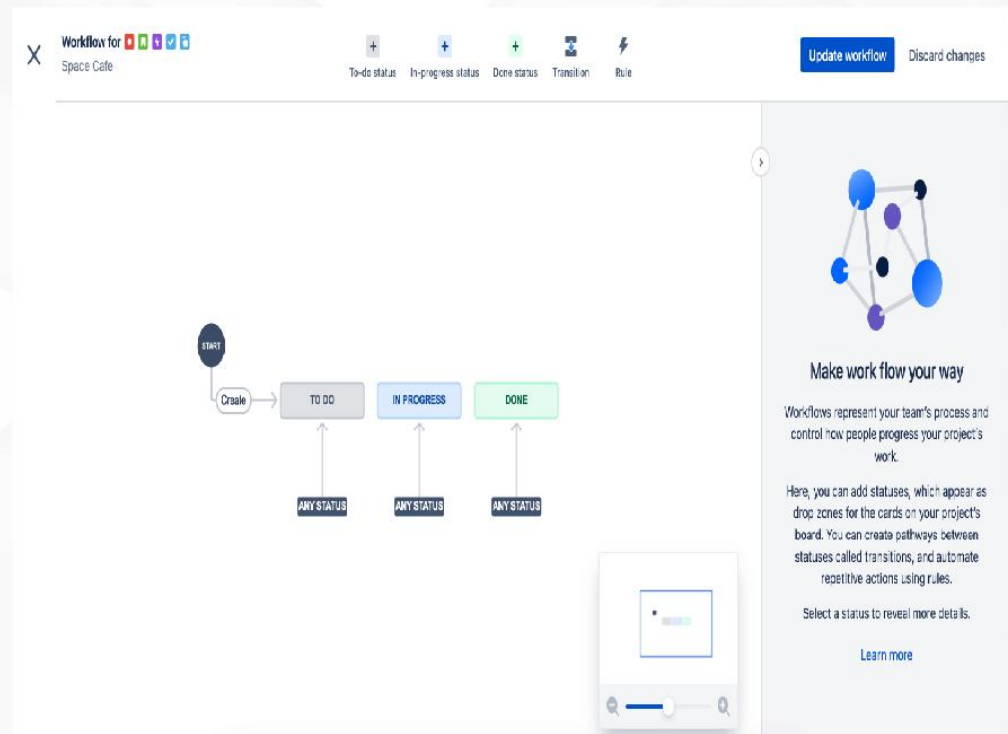 Workflow for
Space Cafe
To-do status
In-progress status
Done status
Transition
Rule
Update workflow
Discard changes
START
Create
TO DO
IN PROGRESS
DONE
ANY STATUS
ANY STATUS
ANY STATUS
Make work flow your way
Workflows represent your team's process and
control how people progress your project's
work.
Here, you can add statuses, which appear as
drop zones for the cards on your project's
board. You can create pathways between
statuses called transitions, and automate
repetitive actions using rules.
Select a status to reveal more details.
Learn more